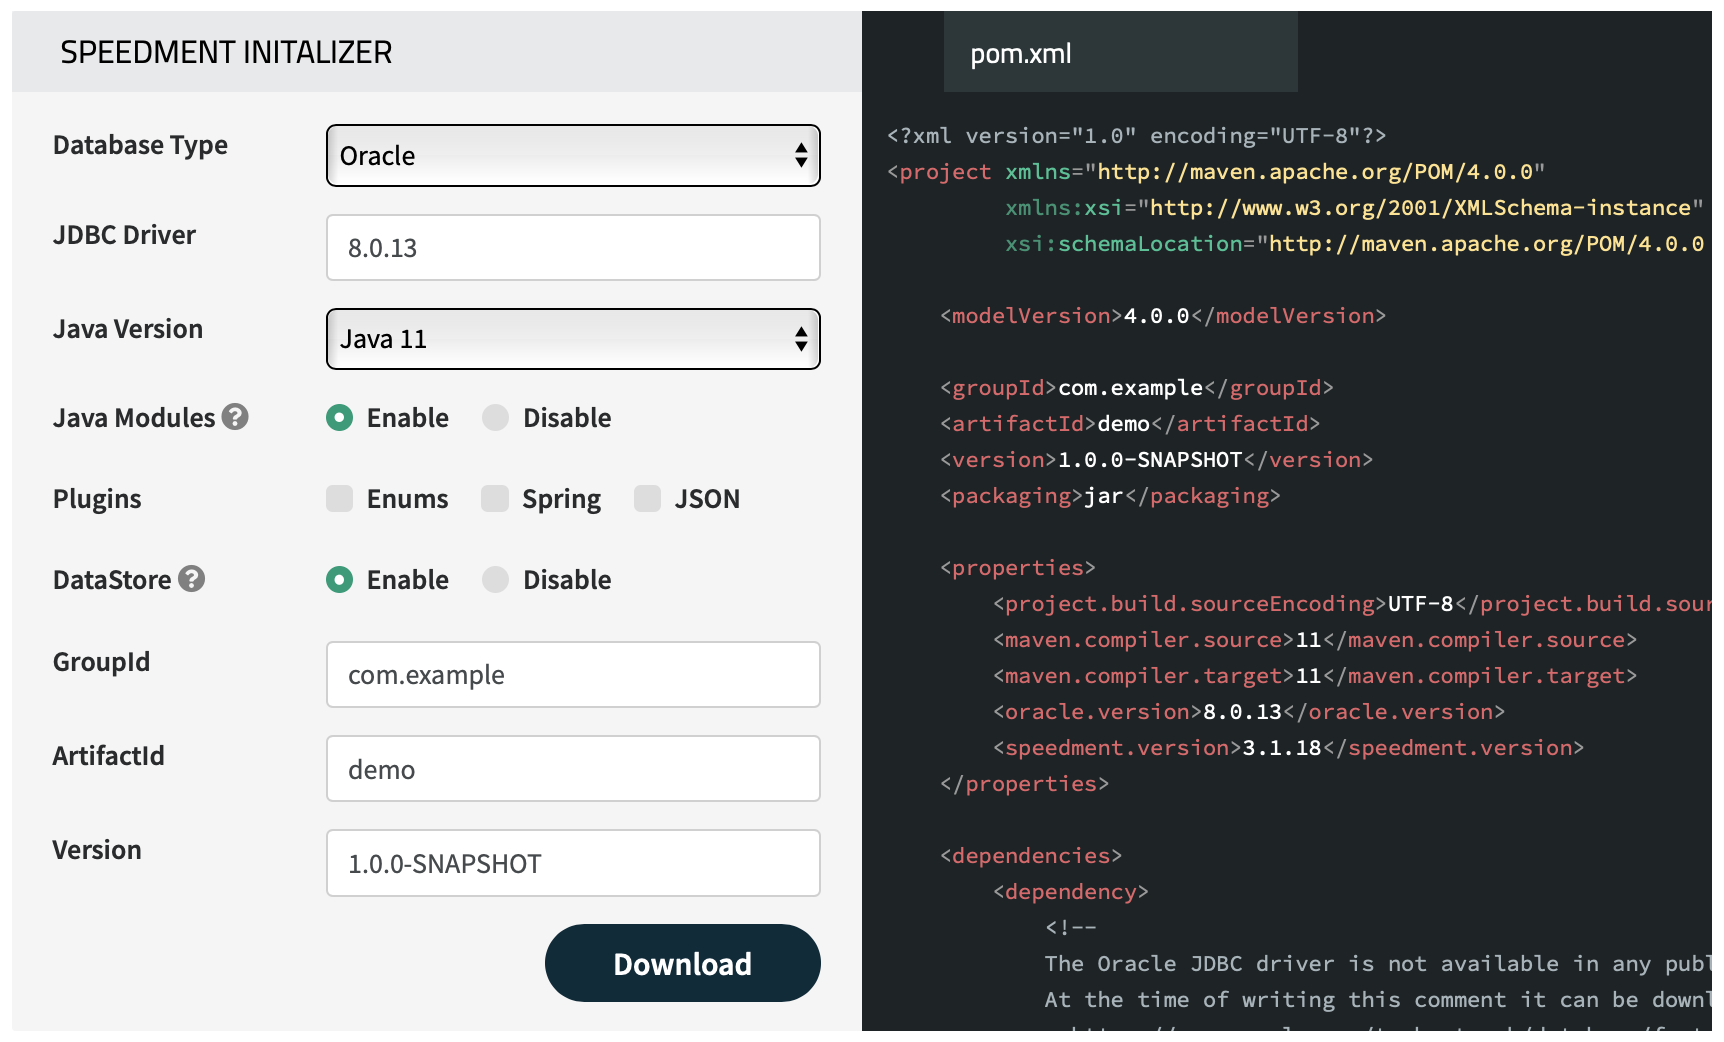 SPEEDMENT INITALIZER
Database Type
Oracle
JDBC Driver
8.0.13
Java Version
Java 11
Java Modules ?
Enable Disable
Plugins
Enums Spring JSON
DataStore ?
Enable Disable
GroupId
com.example
ArtifactId
demo
Version
1.0.0-SNAPSHOT
Download
pom.xml
<?xml version="1.0" encoding="UTF-8"?>
<project xmlns="http://maven.apache.org/POM/4.0.0"
xmlns:xsi="http://www.w3.org/2001/XMLSchema-instance"
xsi:schemaLocation="http://maven.apache.org/POM/4.0.0
<modelVersion>4.0.0</modelVersion>
<groupId>com.example</groupId>
<artifactId>demo</artifactId>
<version>1.0.0-SNAPSHOT</version>
<packaging>jar</packaging>
<properties>
<project.build.sourceEncoding>UTF-8</project.build.sour
<maven.compiler.source>11</maven.compiler.source>
<maven.compiler.target>11</maven.compiler.target>
<oracle.version>8.0.13</oracle.version>
<speedment.version>3.1.18</speedment.version>
</properties>
<dependencies>
<dependency>
<!--
The Oracle JDBC driver is not available in any publ
At the time of writing this comment it can be downl